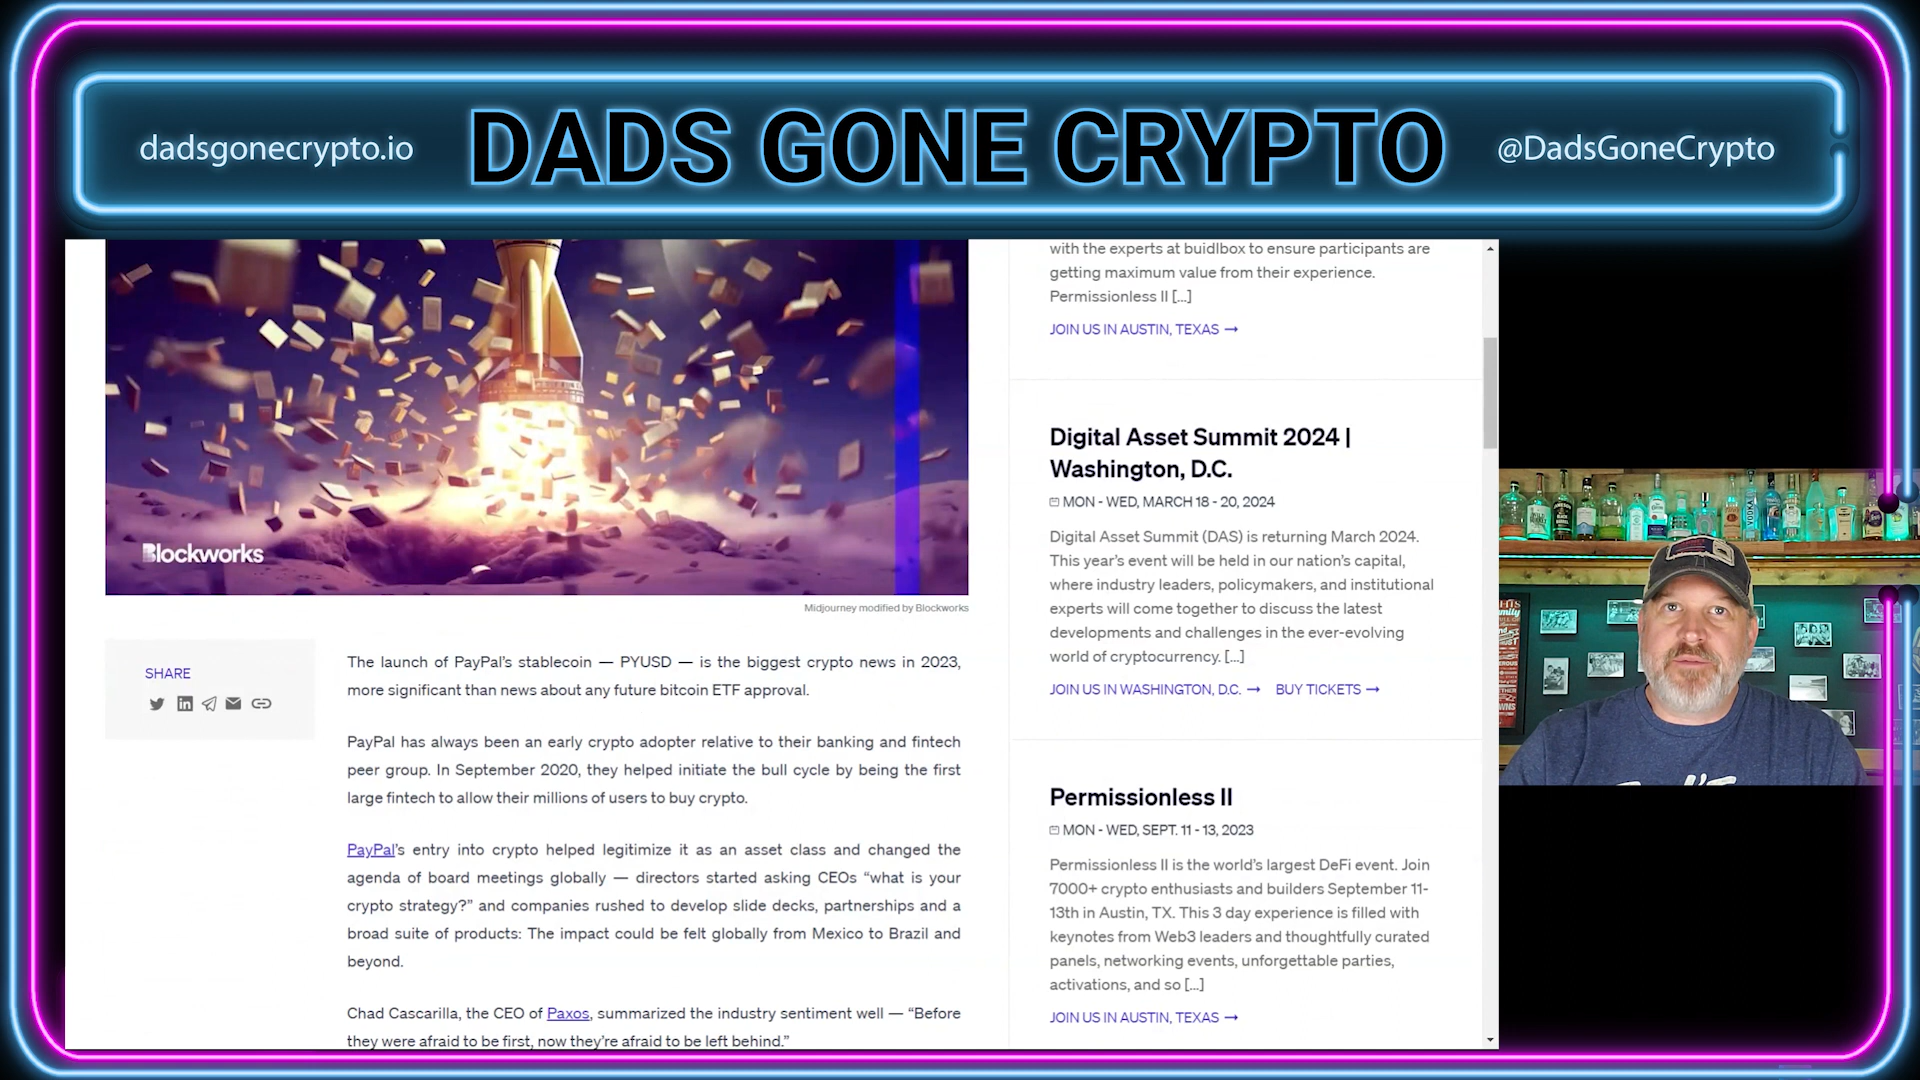 dadsgonecrypto.io
DADS GONE CRYPTO
@DadsGoneCrypto
Blockworks
Midjourney modified by Blockworks
SHARE
The launch of PayPal’s stablecoin — PYUSD — is the biggest crypto news in 2023,
more significant than news about any future bitcoin ETF approval.
PayPal has always been an early crypto adopter relative to their banking and fintech
peer group. In September 2020, they helped initiate the bull cycle by being the first
large fintech to allow their millions of users to buy crypto.
PayPal’s entry into crypto helped legitimize it as an asset class and changed the
agenda of board meetings globally — directors started asking CEOs “what is your
crypto strategy?” and companies rushed to develop slide decks, partnerships and a
broad suite of products: The impact could be felt globally from Mexico to Brazil and
beyond.
Chad Cascarilla, the CEO of Paxos, summarized the industry sentiment well — “Before
they were afraid to be first, now they’re afraid to be left behind.”
with the experts at buidlbox to ensure participants are
getting maximum value from their experience.
Permissionless II [...]
JOIN US IN AUSTIN, TEXAS →
Digital Asset Summit 2024 |
Washington, D.C.
MON - WED, MARCH 18 - 20, 2024
Digital Asset Summit (DAS) is returning March 2024.
This year’s event will be held in our nation’s capital,
where industry leaders, policymakers, and institutional
experts will come together to discuss the latest
developments and challenges in the ever-evolving
world of cryptocurrency. [...]
JOIN US IN WASHINGTON, D.C. → BUY TICKETS →
Permissionless II
MON - WED, SEPT. 11 - 13, 2023
Permissionless II is the world’s largest DeFi event. Join
7000+ crypto enthusiasts and builders September 11-
13th in Austin, TX. This 3 day experience is filled with
keynotes from Web3 leaders and thoughtfully curated
panels, networking events, unforgettable parties,
activations, and so [...]
JOIN US IN AUSTIN, TEXAS →